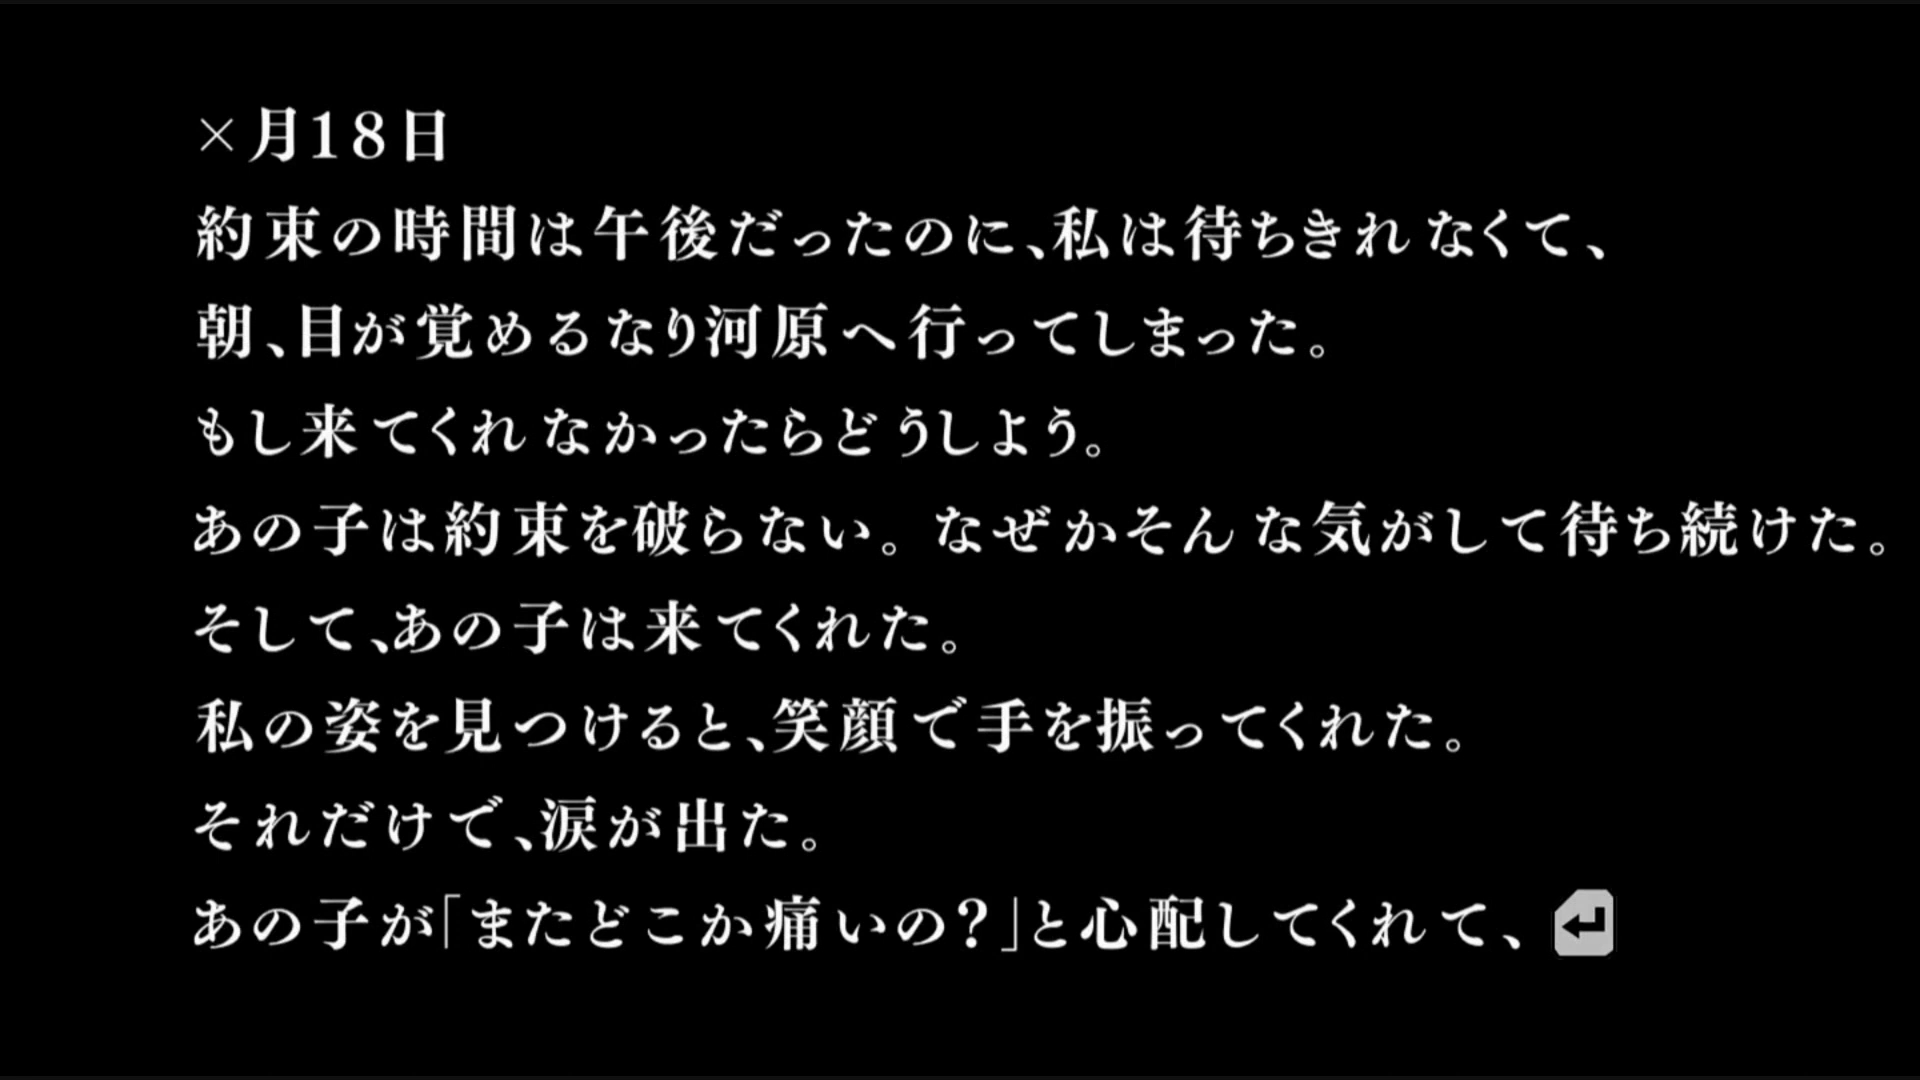 ×月18日
約束の時間は午後だったのに、私は待ちきれなくて、
朝、目が覚めるなり河原へ行ってしまった。
もし来てくれなかったらどうしよう。
あの子は約束を破らない。なぜかそんな気がして待ち続けた。
そして、あの子は来てくれた。
私の姿を見つけると、笑顔で手を振ってくれた。
それだけで、涙が出た。
あの子が「またどこか痛いの？」と心配してくれて、